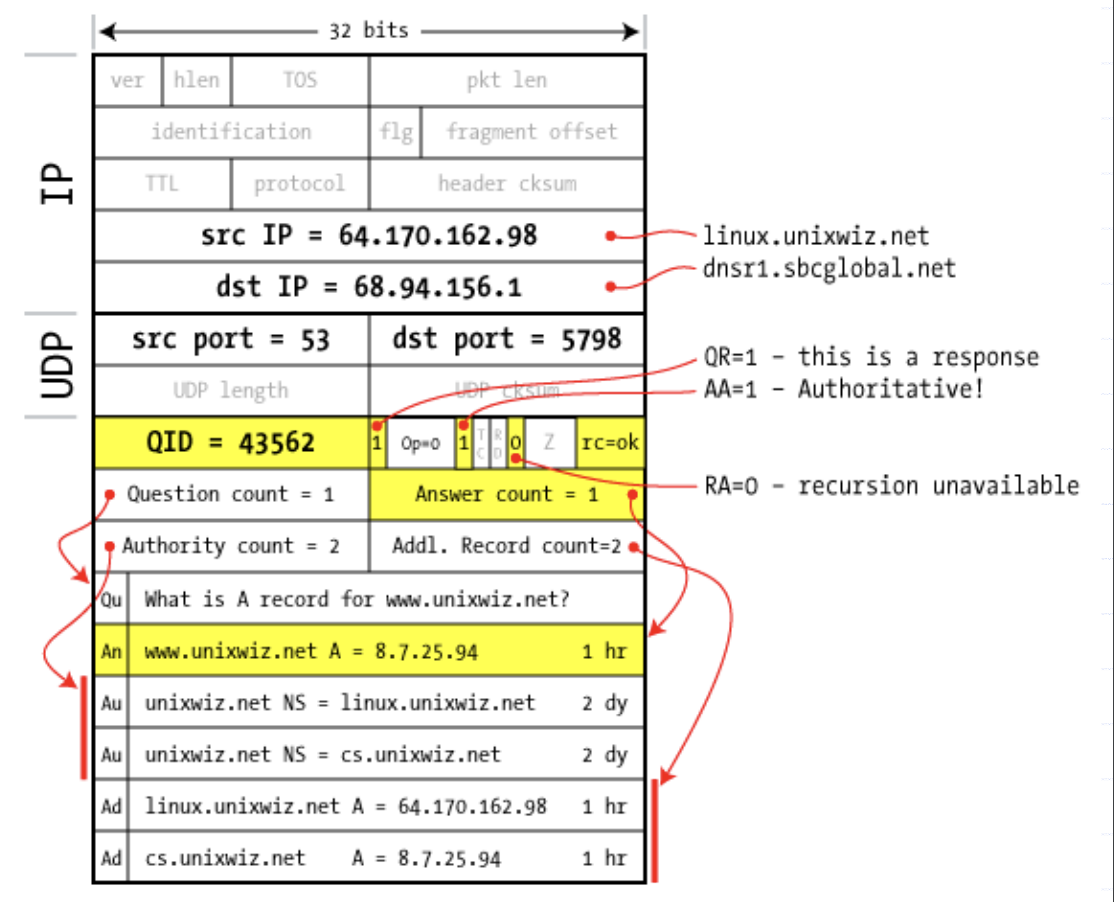 32 bits
IP
ver hlen TOS pkt len
identification flg fragment offset
TTL protocol header cksum
src IP = 64.170.162.98
linux.unixwiz.net
dst IP = 68.94.156.1
dnsr1.sbcglobal.net
UDP
src port = 53 dst port = 5798
QR=1 – this is a response
UDP length UDP cksum
AA=1 – Authoritative!
QID = 43562 1 Op=0 1 TC RD 0 Z rc=ok
RA=0 – recursion unavailable
Question count = 1 Answer count = 1
Authority count = 2 Addl. Record count=2
Qu What is A record for www.unixwiz.net?
An www.unixwiz.net A = 8.7.25.94 1 hr
Au unixwiz.net NS = linux.unixwiz.net 2 dy
Au unixwiz.net NS = cs.unixwiz.net 2 dy
Ad linux.unixwiz.net A = 64.170.162.98 1 hr
Ad cs.unixwiz.net A = 8.7.25.94 1 hr